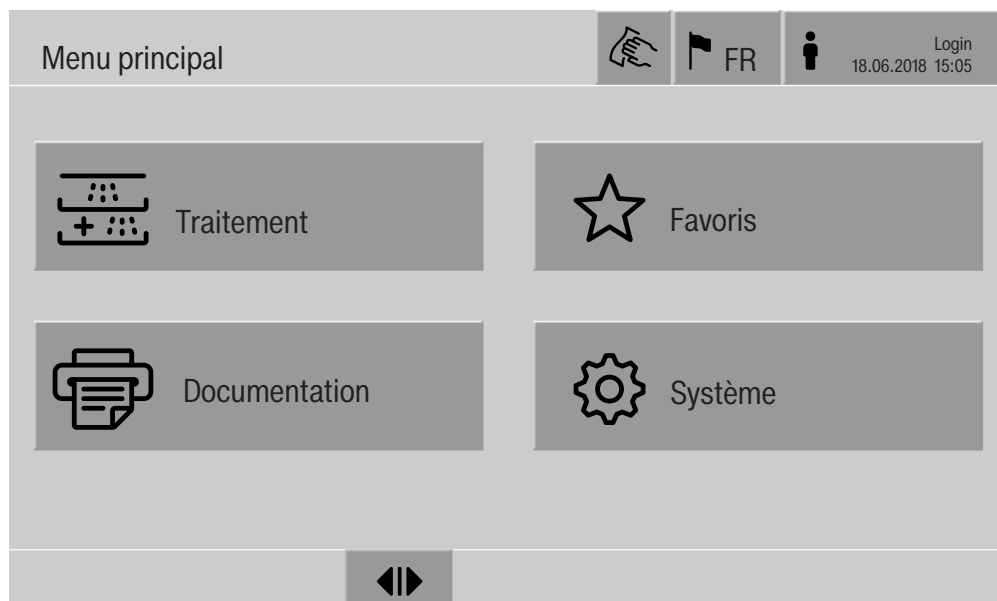 Menu principal
FR
Login
18.06.2018 15:05
Traitement
Favoris
Documentation
Système